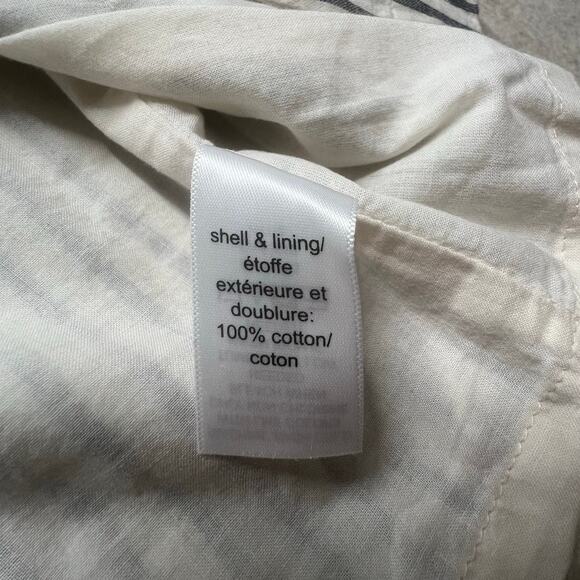 shell & lining/
étoffe
extérieure et
doublure:
100% cotton/
coton